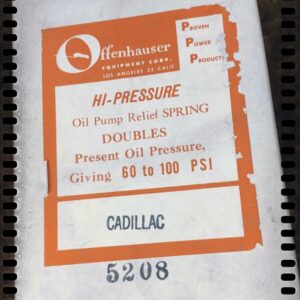 Offenhauser
EQUIPMENT CORP.
LOS ANGELES 32, CALIF.
PROVEN
POWER
PRODUCTS
HI-PRESSURE
Oil Pump Relief SPRING
DOUBLES
Present Oil Pressure,
Giving 60 to 100 PSI
CADILLAC
5208